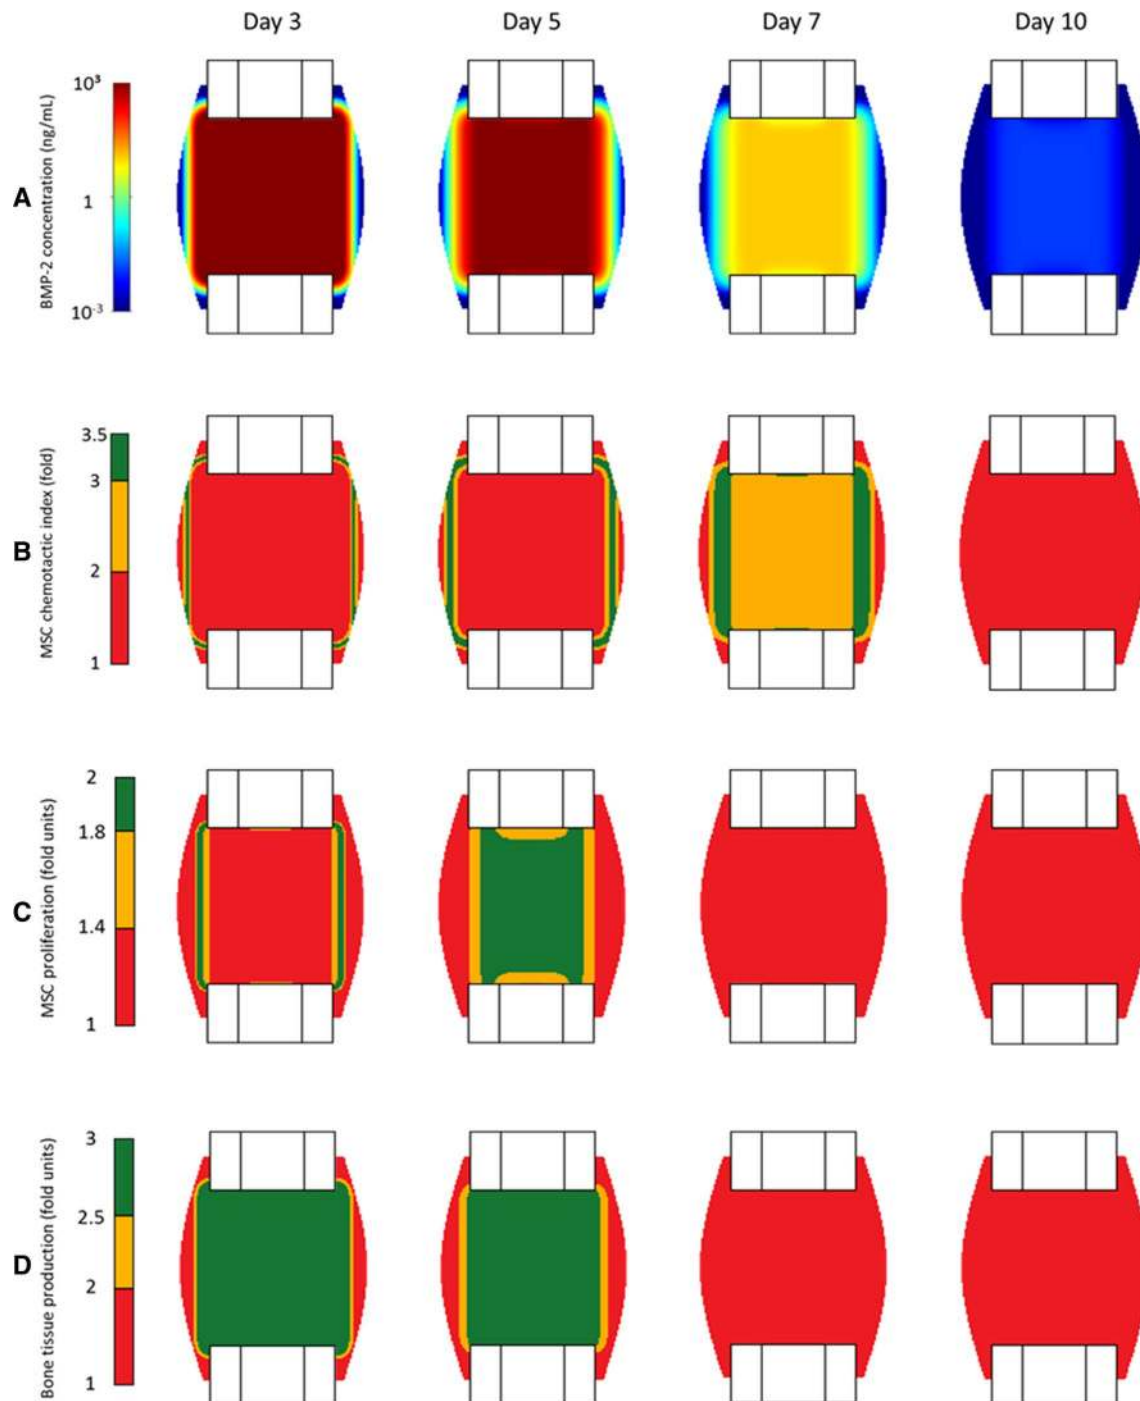 Day 3 Day 5 Day 7 Day 10
A
BMP-2 concentration (ng/mL)
10³
1
10⁻³
B
MSC chemotactic index (fold)
3.5
3
2
1
C
MSC proliferation (fold units)
2
1.8
1.4
1
D
Bone tissue production (fold units)
3
2.5
2
1